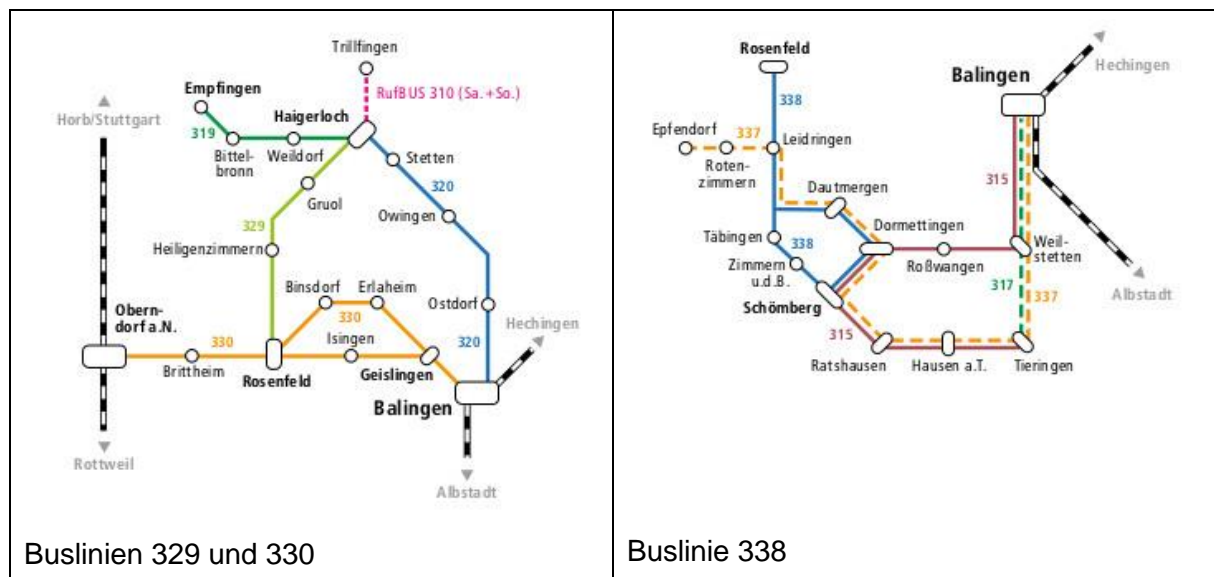 Trillfingen
Empfingen
RufBUS 310 (Sa.+So.)
Horb/Stuttgart
Haigerloch
319
Bittel-
bronn
Weildorf
Stetten
320
Gruol
Owingen
329
Heiligenzimmern
Binsdorf
Erlaheim
Obern-
dorf a.N.
330
330
Isingen
Ostdorf
Hechingen
320
Brittheim
Rosenfeld
Geislingen
Balingen
Rottweil
Albstadt
Buslinien 329 und 330
Rosenfeld
Balingen
Hechingen
338
Epfendorf
337
Leidringen
Roten-
zimmern
315
Dautmergen
Dormettingen
Täbingen
338
Roßwangen
Weil-
stetten
Zimmern
u.d.B.
317
337
Albstadt
Schömberg
315
Ratshausen
Hausen a.T.
Tieringen
Buslinie 338